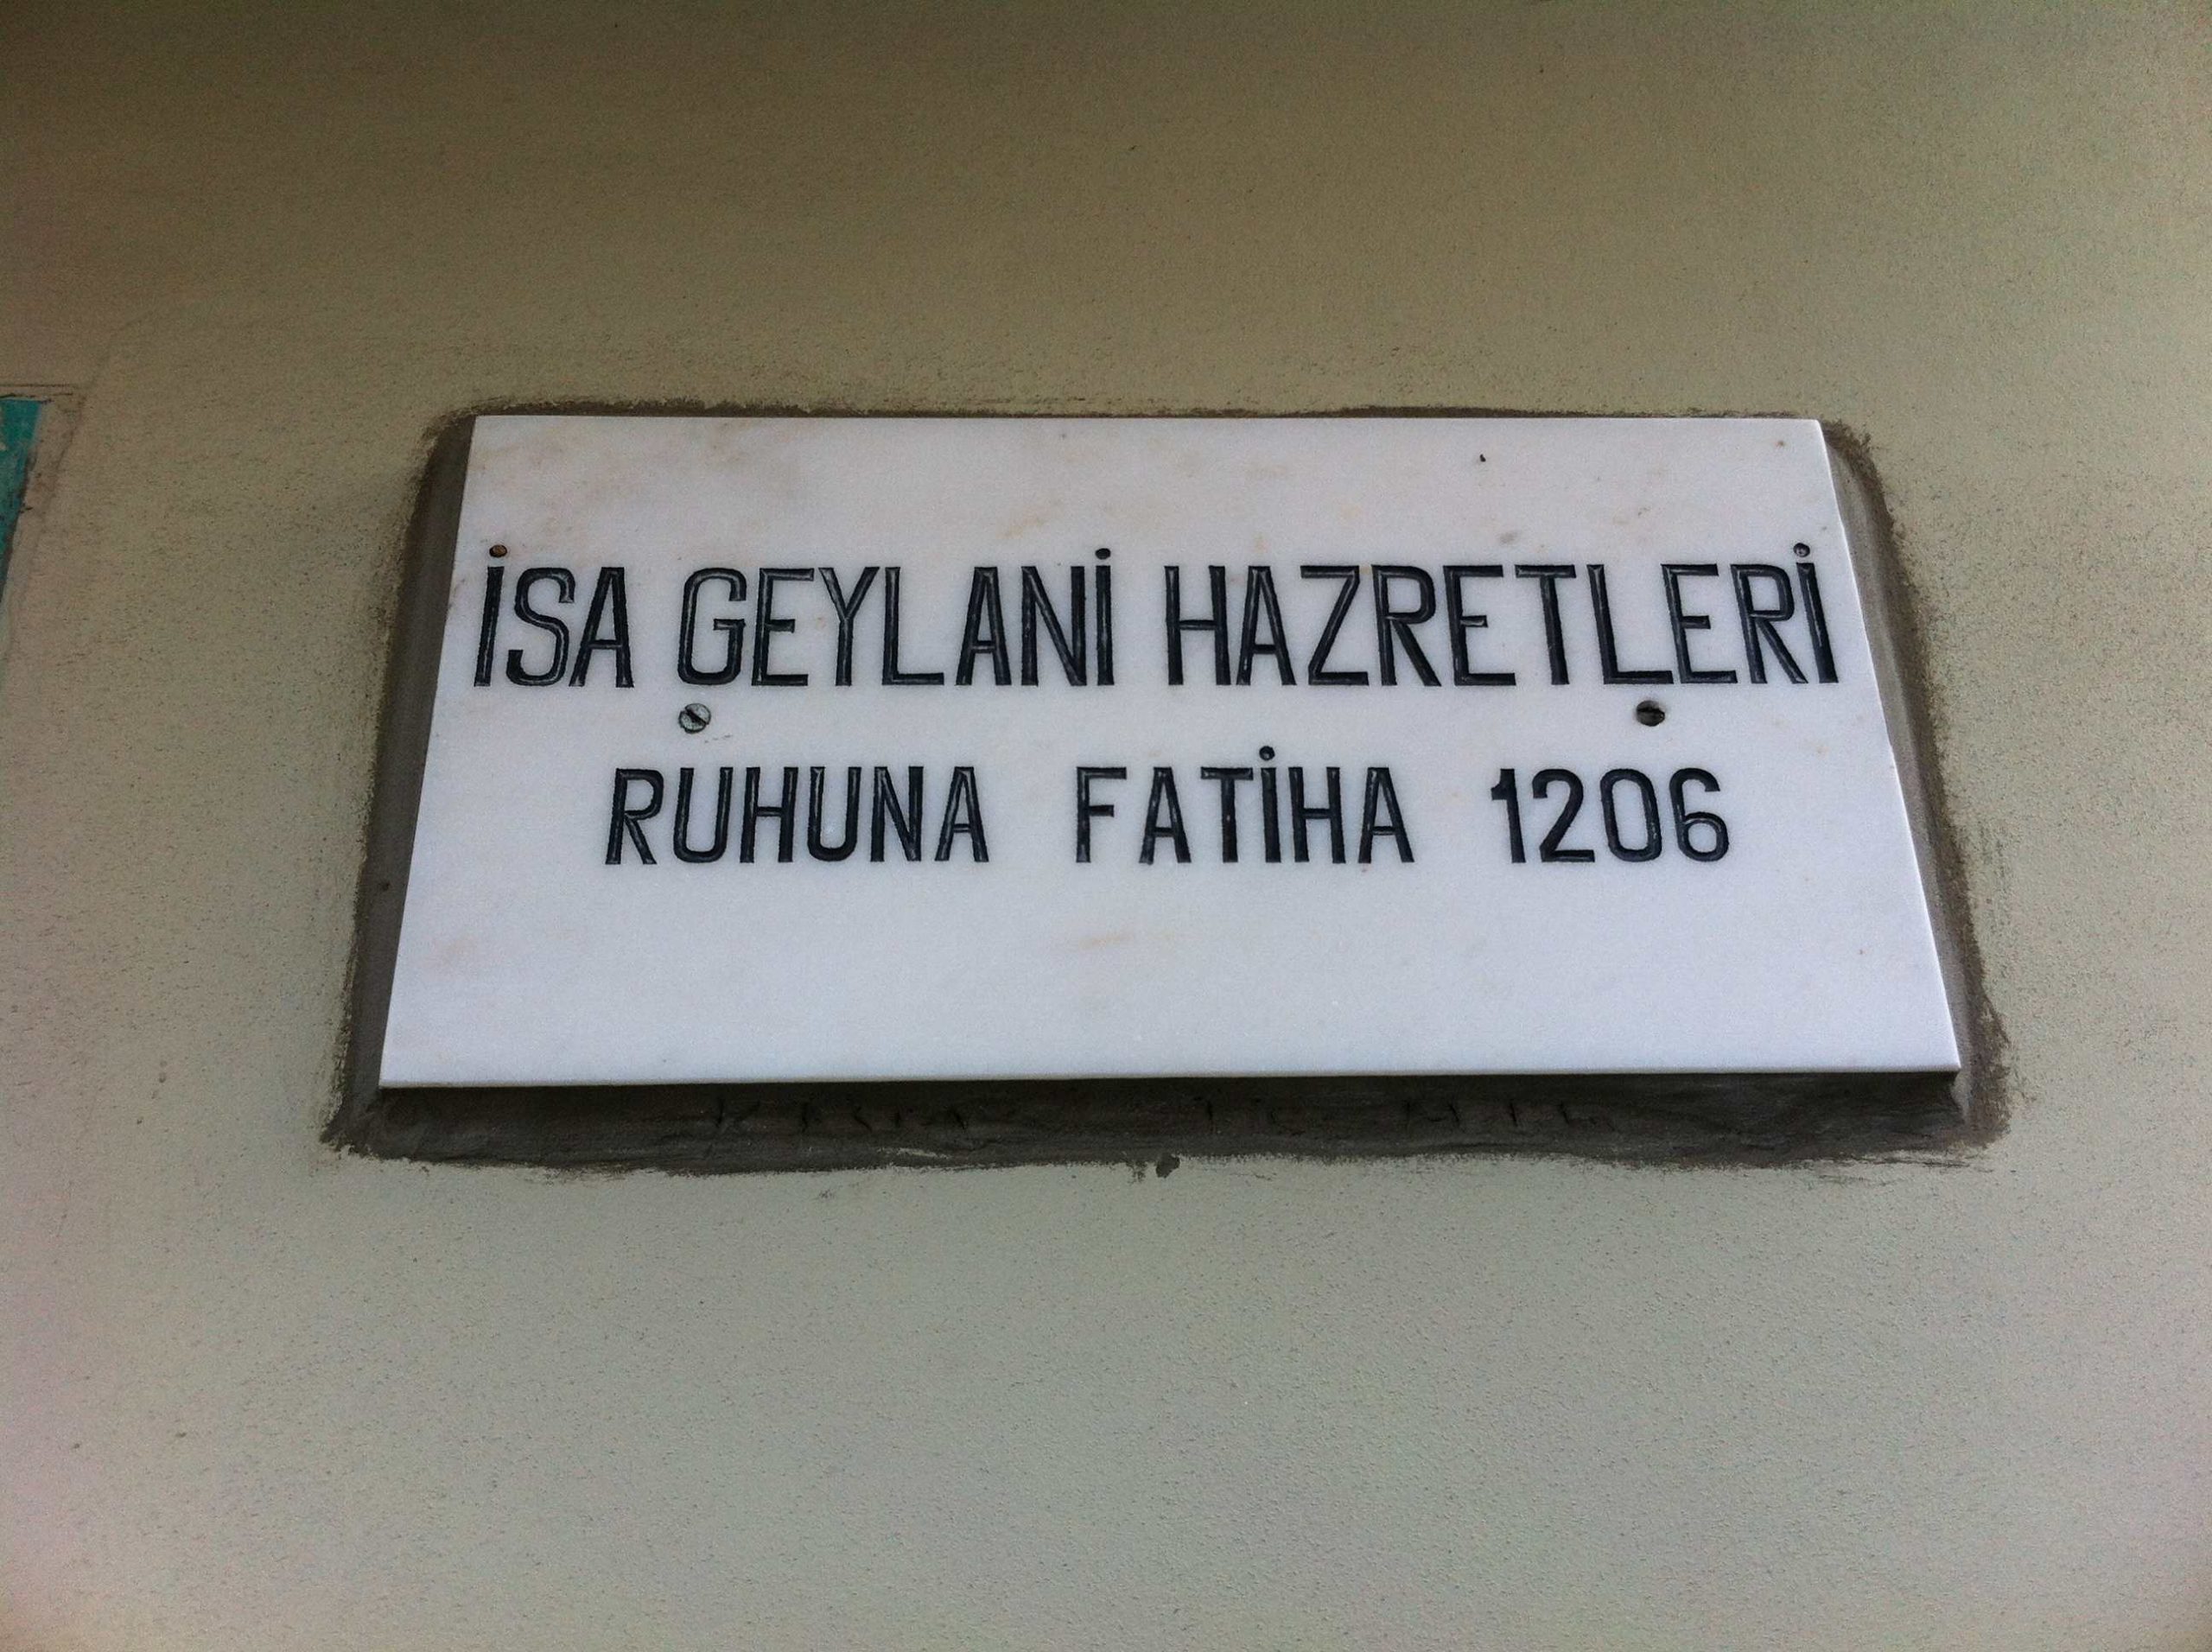 İSA GEYLANİ HAZRETLERİ
RUHUNA FATİHA 1206